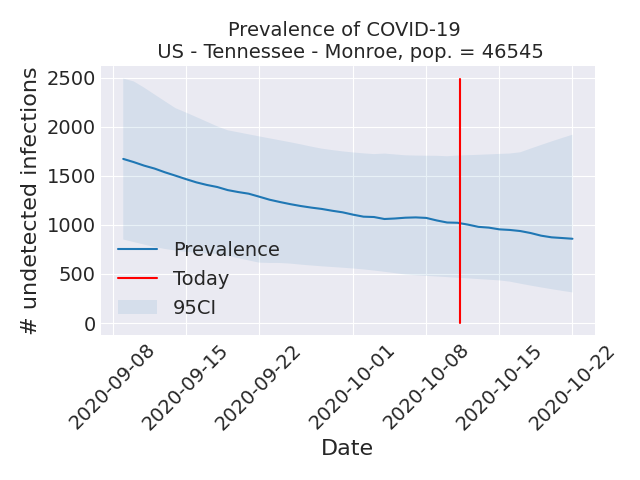 Prevalence of COVID-19
US - Tennessee - Monroe, pop. = 46545
# undetected infections
2500
2000
1500
1000
500
0
Prevalence
Today
95CI
2020-09-08
2020-09-15
2020-09-22
2020-10-01
2020-10-08
2020-10-15
2020-10-22
Date